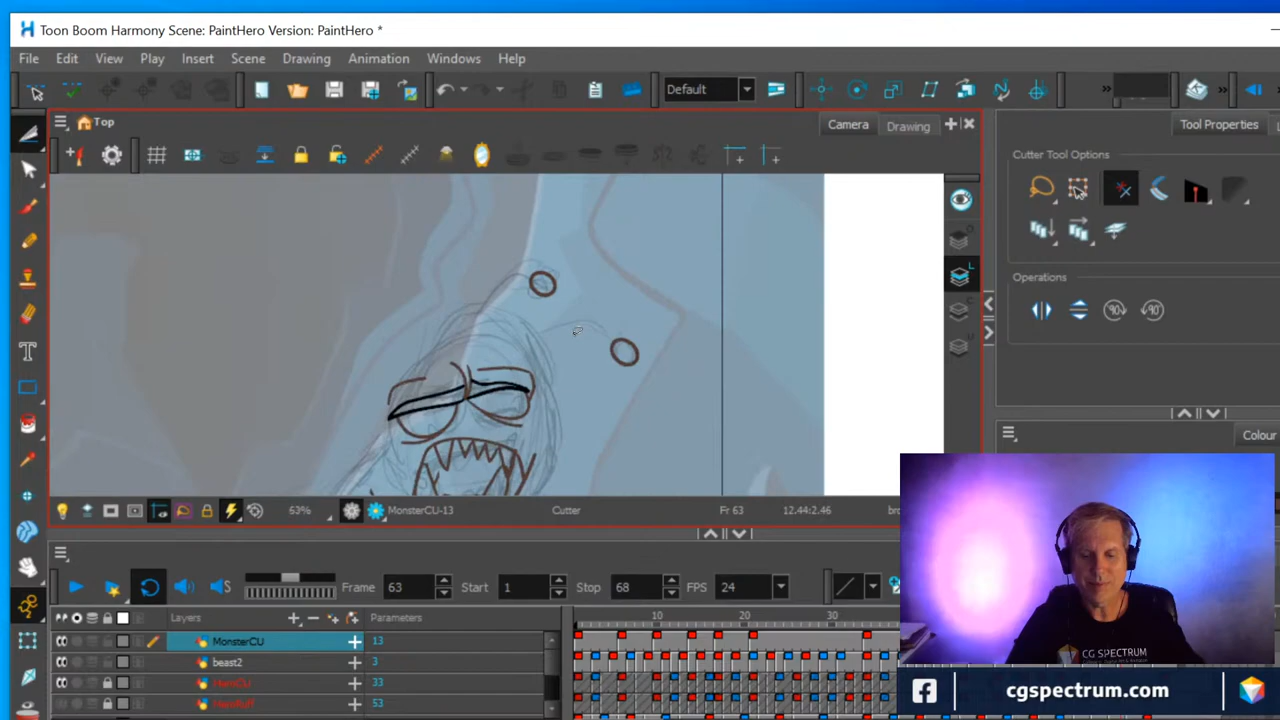 Toon Boom Harmony Scene: PaintHero Version: PaintHero *
File Edit View Play Insert Scene Drawing Animation Windows Help
Default
Top
Camera
Drawing
Tool Properties
Cutter Tool Options
Operations
Colour
63%
MonsterCU-13
Cutter
Fr 63
12.44:2.46
Frame 63 Start 1 Stop 68 FPS 24
Layers
Parameters
10 20 30
MonsterCU
13
beast2
3
33
53
CG SPECTRUM
cgspectrum.com